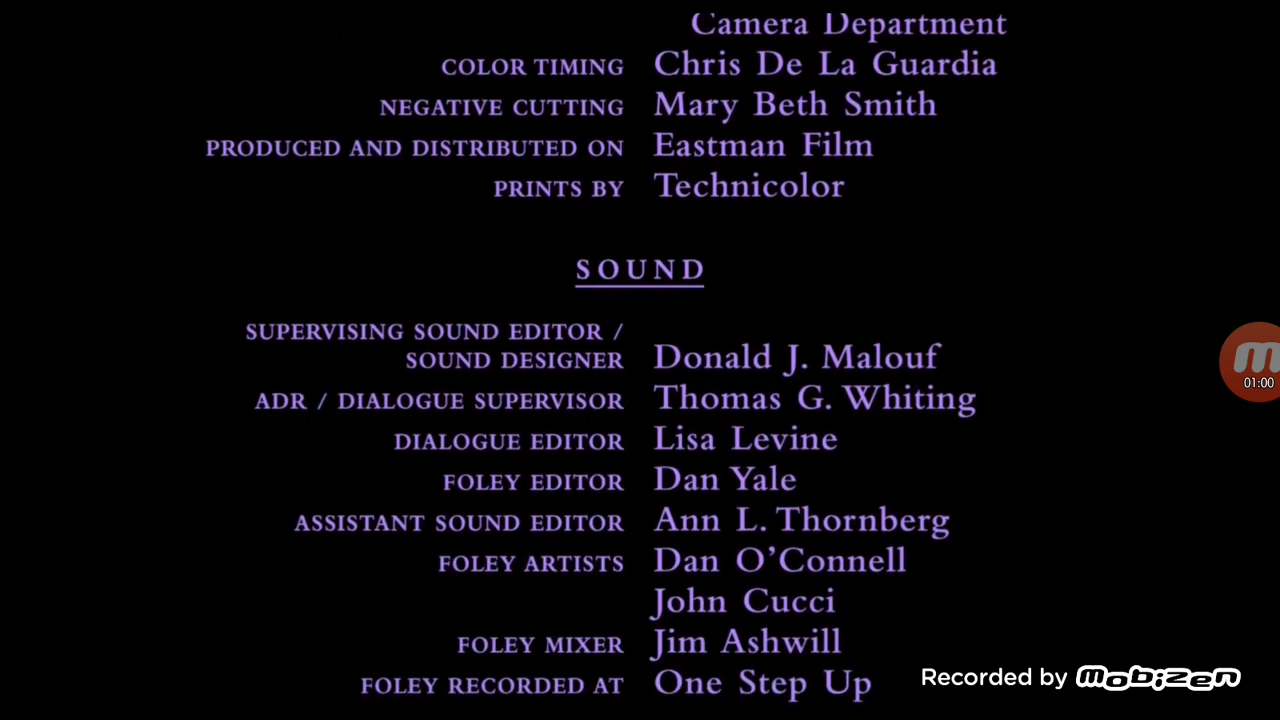 Camera Department
COLOR TIMING Chris De La Guardia
NEGATIVE CUTTING Mary Beth Smith
PRODUCED AND DISTRIBUTED ON Eastman Film
PRINTS BY Technicolor
SOUND
SUPERVISING SOUND EDITOR /
SOUND DESIGNER Donald J. Malouf
ADR / DIALOGUE SUPERVISOR Thomas G. Whiting
DIALOGUE EDITOR Lisa Levine
FOLEY EDITOR Dan Yale
ASSISTANT SOUND EDITOR Ann L. Thornberg
FOLEY ARTISTS Dan O'Connell
John Cucci
FOLEY MIXER Jim Ashwill
FOLEY RECORDED AT One Step Up
01:00
Recorded by mobizen